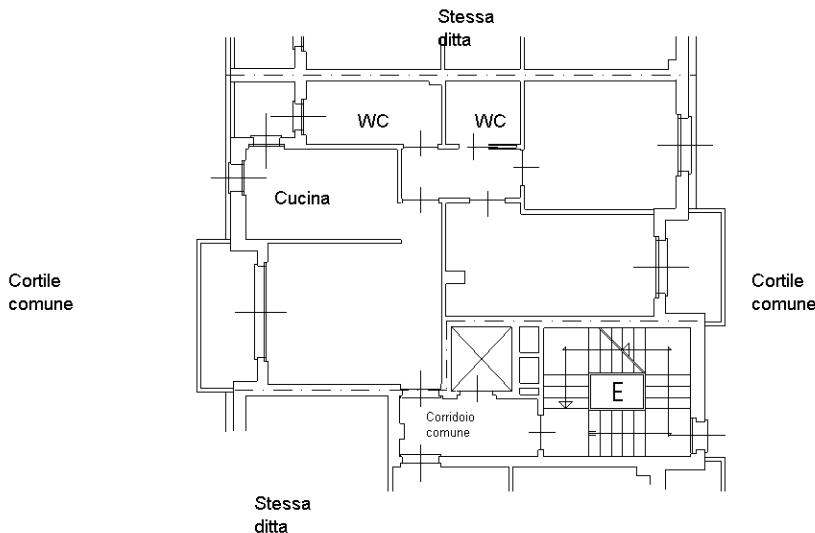 Stessa
ditta
WC
WC
Cucina
Cortile
comune
Cortile
comune
E
Corridoio
comune
Stessa
ditta